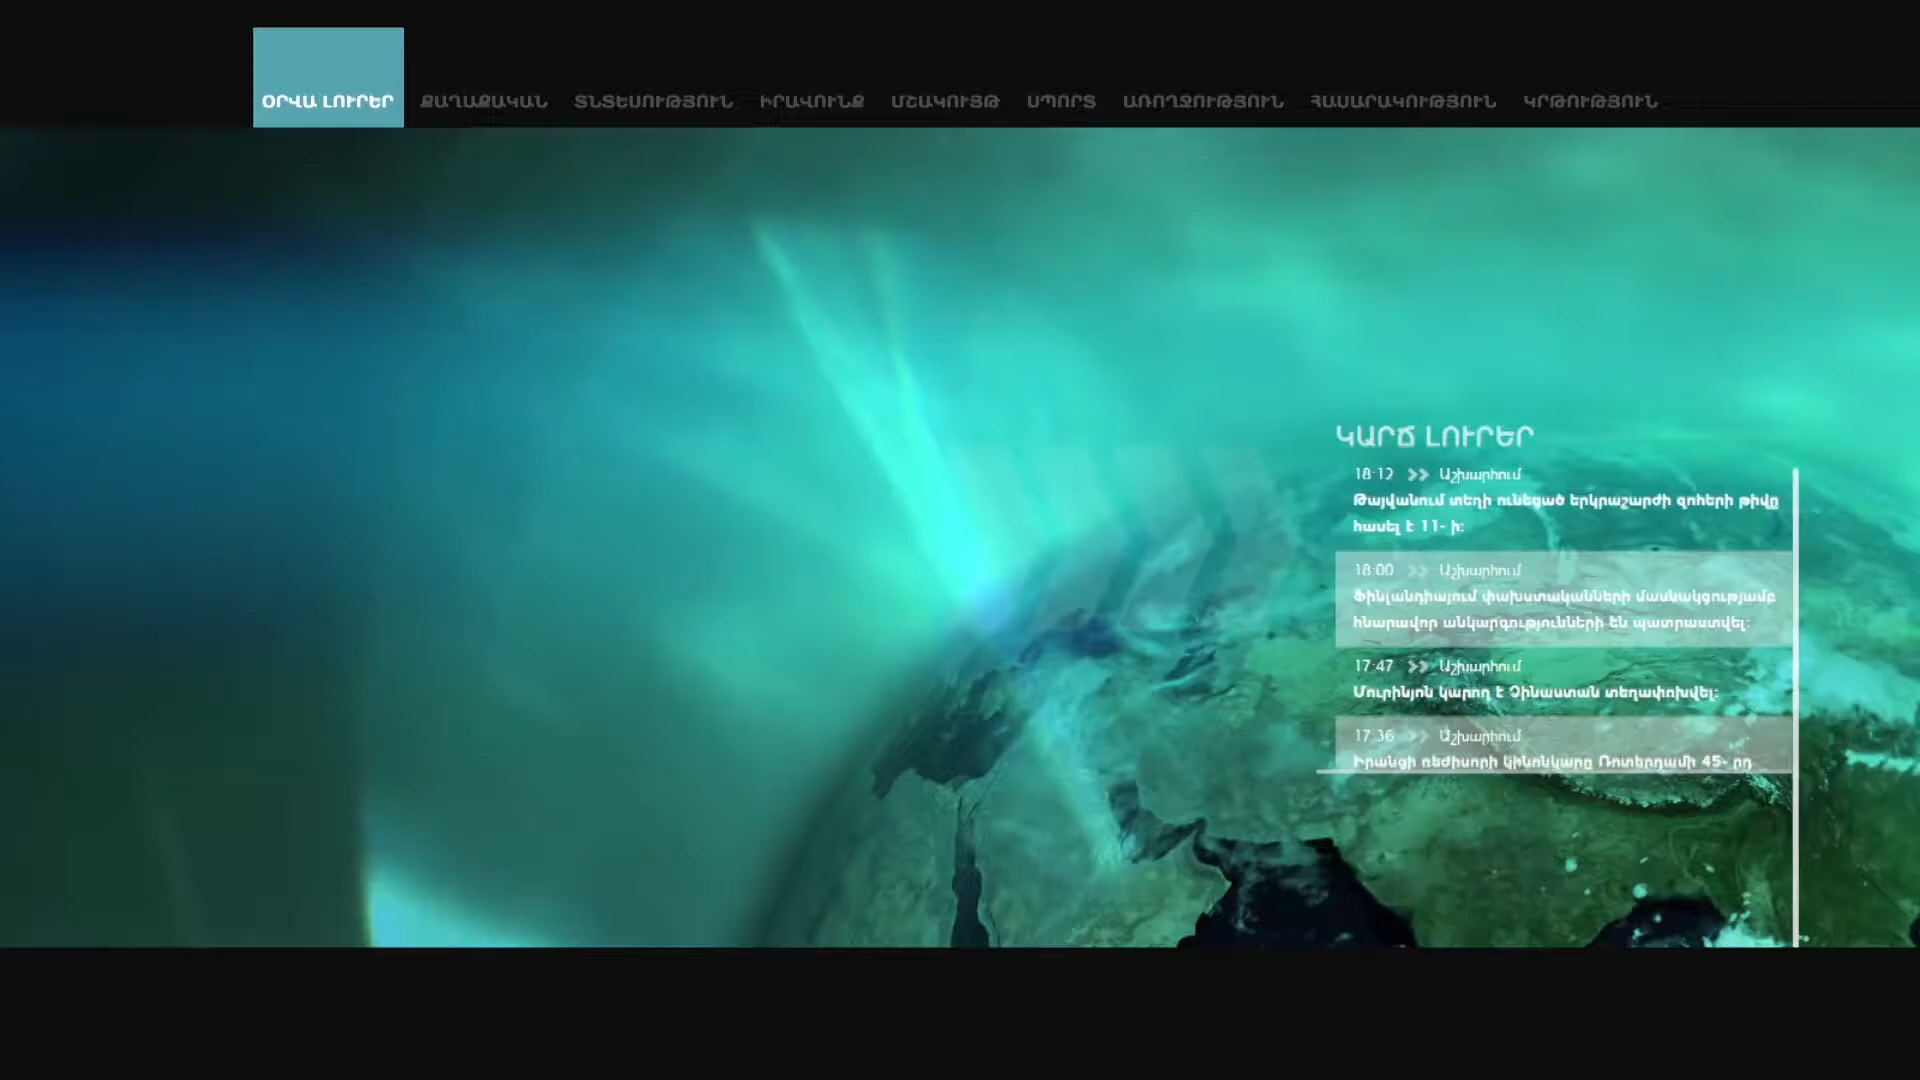 ՕՐՎԱ ԼՈՒՐԵՐ ՔԱՂԱՔԱԿԱՆ ՏՆՏԵՍՈՒԹՅՈՒՆ ԻՐԱՎՈՒՆՔ ՄՇԱԿՈՒՅԹ ՍՊՈՐՏ ԱՌՈՂՋՈՒԹՅՈՒՆ ՀԱՍԱՐԱԿՈՒԹՅՈՒՆ ԿՐԹՈՒԹՅՈՒՆ
ԿԱՐՃ ԼՈՒՐԵՐ
18:12 Աշխարհում
Թայվանում տեղի ունեցած երկրաշարժի զոհերի թիվը
հասել է 11- ի:
18:00 Աշխարհում
Ֆինլանդիայում փախստականների մասնակցությամբ
հնարավոր անկարգությունների են պատրաստվել:
17:47 Աշխարհում
Մուրինյոն կարող է Չինաստան տեղափոխվել:
17:36 Աշխարհում
Իրանցի ռեժիսորի կինոնկարը Ռոտերդամի 45- րդ